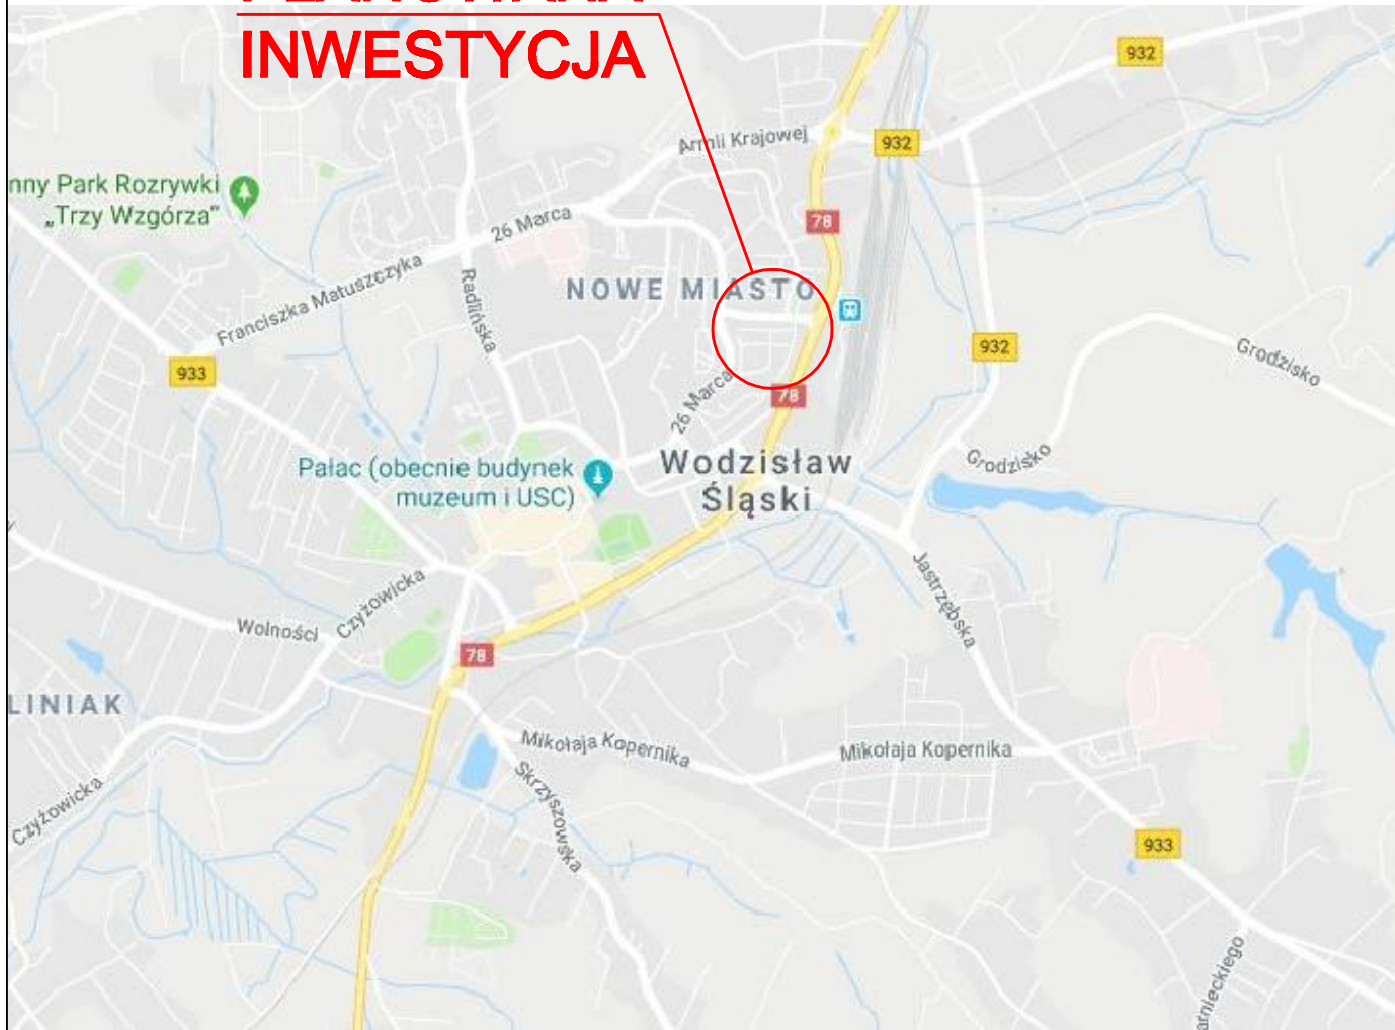 INWESTYCJA
932
Armii Krajowej
932
nny Park Rozrywki
„Trzy Wzgórza"
26 Marca
78
Franciszka Matuszczyka
Radlińska
NOWE MIASTO
932
Grodzisko
933
78
26 Marca
Grodzisko
Pałac (obecnie budynek
muzeum i USC)
Wodzisław
Śląski
Jastrzębska
Czyżowicka
Wolności
78
LINIAK
Mikołaja Kopernika
Mikołaja Kopernika
Skrzyszowska
Czyżowicka
933
arnieckiego